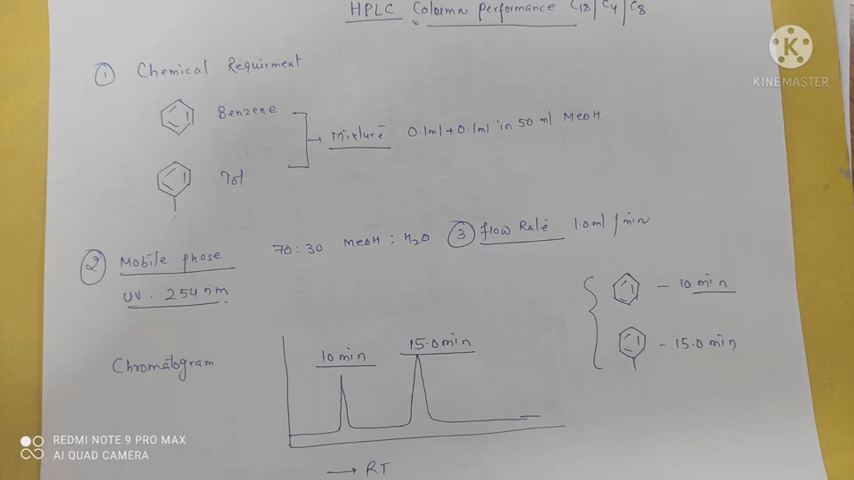 HPLC Column performance C18/C4/C8
① Chemical Requirment
Benzene
Mixture 0.1ml+0.1ml in 50 ml MeOH
Tol
② Mobile phase 70:30 MeOH : H2O
③ flow Rate 1.0ml/min
UV. 254 nm.
- 10 min
- 15.0 min
Chromatogram
10 min 15.0 min
→ RT
K
KINEMASTER
REDMI NOTE 9 PRO MAX
AI QUAD CAMERA